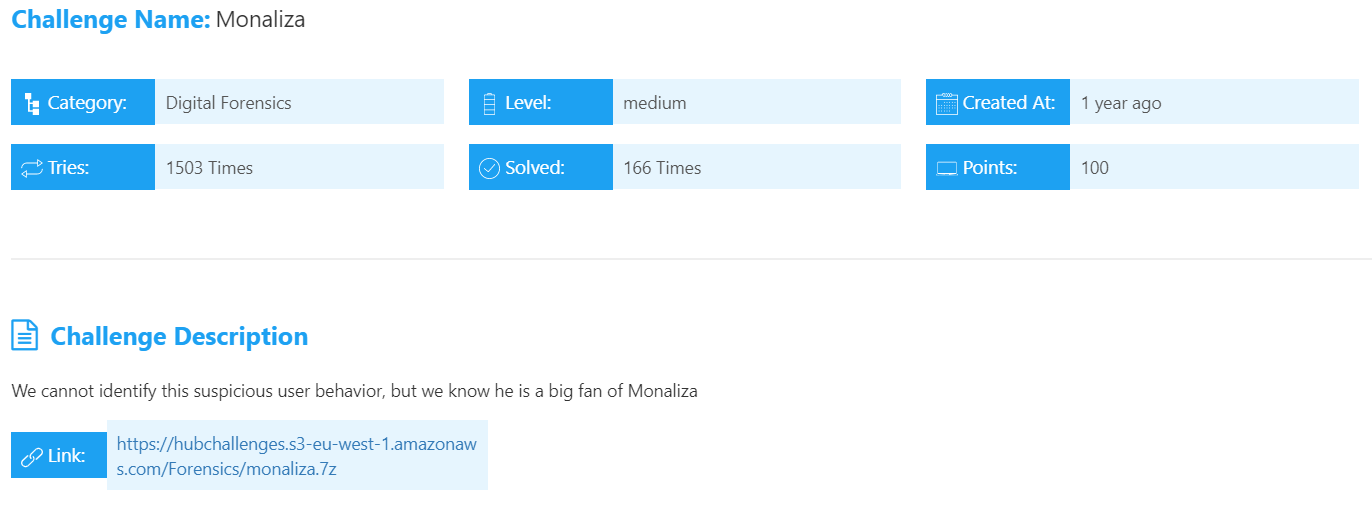 Challenge Name: Monaliza
Category: Digital Forensics Level: medium Created At: 1 year ago
Tries: 1503 Times Solved: 166 Times Points: 100
Challenge Description
We cannot identify this suspicious user behavior, but we know he is a big fan of Monaliza
Link: https://hubchallenges.s3-eu-west-1.amazonaw
s.com/Forensics/monaliza.7z